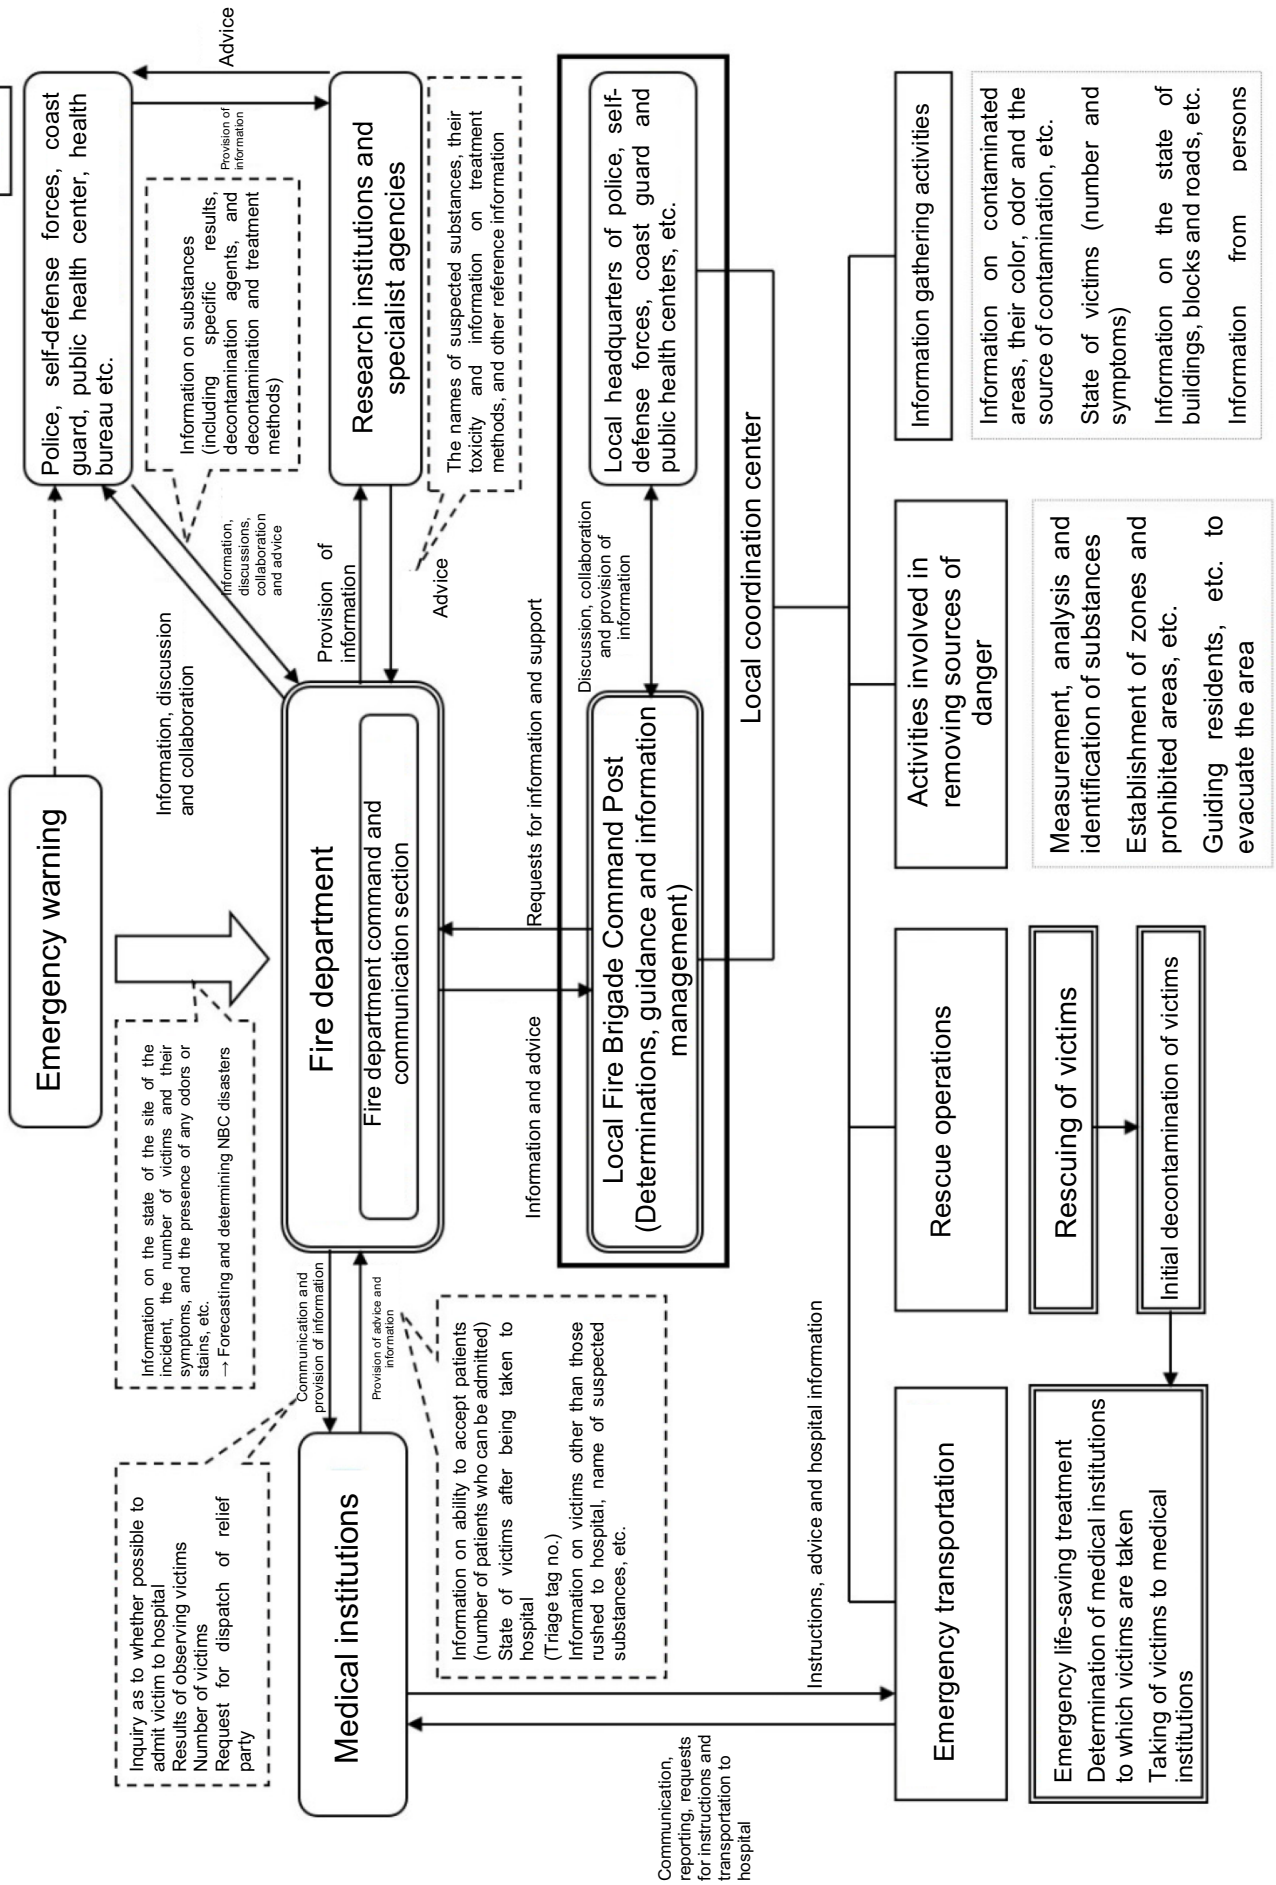 Emergency warning
Information on the state of the site of the
incident, the number of victims and their
symptoms, and the presence of any odors or
stains, etc.
→ Forecasting and determining NBC disasters
Police, self-defense forces, coast
guard, public health center, health
bureau etc.
Advice
Provision of
information
Information on substances
(including specific results,
decontamination agents, and
decontamination and treatment
methods)
Information, discussion
and collaboration
Information,
discussions,
collaboration
and advice
Inquiry as to whether possible to
admit victim to hospital
Results of observing victims
Number of victims
Request for dispatch of relief
party
Medical institutions
Communication and
provision of information
Provision of advice and
information
Fire department
Fire department command and
communication section
Provision of
information
Advice
Research institutions and
specialist agencies
The names of suspected substances, their
toxicity and information on treatment
methods, and other reference information
Information on ability to accept patients
(number of patients who can be admitted)
State of victims after being taken to
hospital
(Triage tag no.)
Information on victims other than those
rushed to hospital, name of suspected
substances, etc.
Information and advice
Requests for information and support
Local Fire Brigade Command Post
(Determinations, guidance and information
management)
Discussion, collaboration
and provision of
information
Local headquarters of police, self-
defense forces, coast guard and
public health centers, etc.
Local coordination center
Communication,
reporting, requests
for instructions and
transportation to
hospital
Instructions, advice and hospital information
Emergency transportation
Rescue operations
Activities involved in
removing sources of
danger
Information gathering activities
Emergency life-saving treatment
Determination of medical institutions
to which victims are taken
Taking of victims to medical
institutions
Rescuing of victims
Initial decontamination of victims
Measurement, analysis and
identification of substances
Establishment of zones and
prohibited areas, etc.
Guiding residents, etc. to
evacuate the area
Information on contaminated
areas, their color, odor and the
source of contamination, etc.
State of victims (number and
symptoms)
Information on the state of
buildings, blocks and roads, etc.
Information from persons